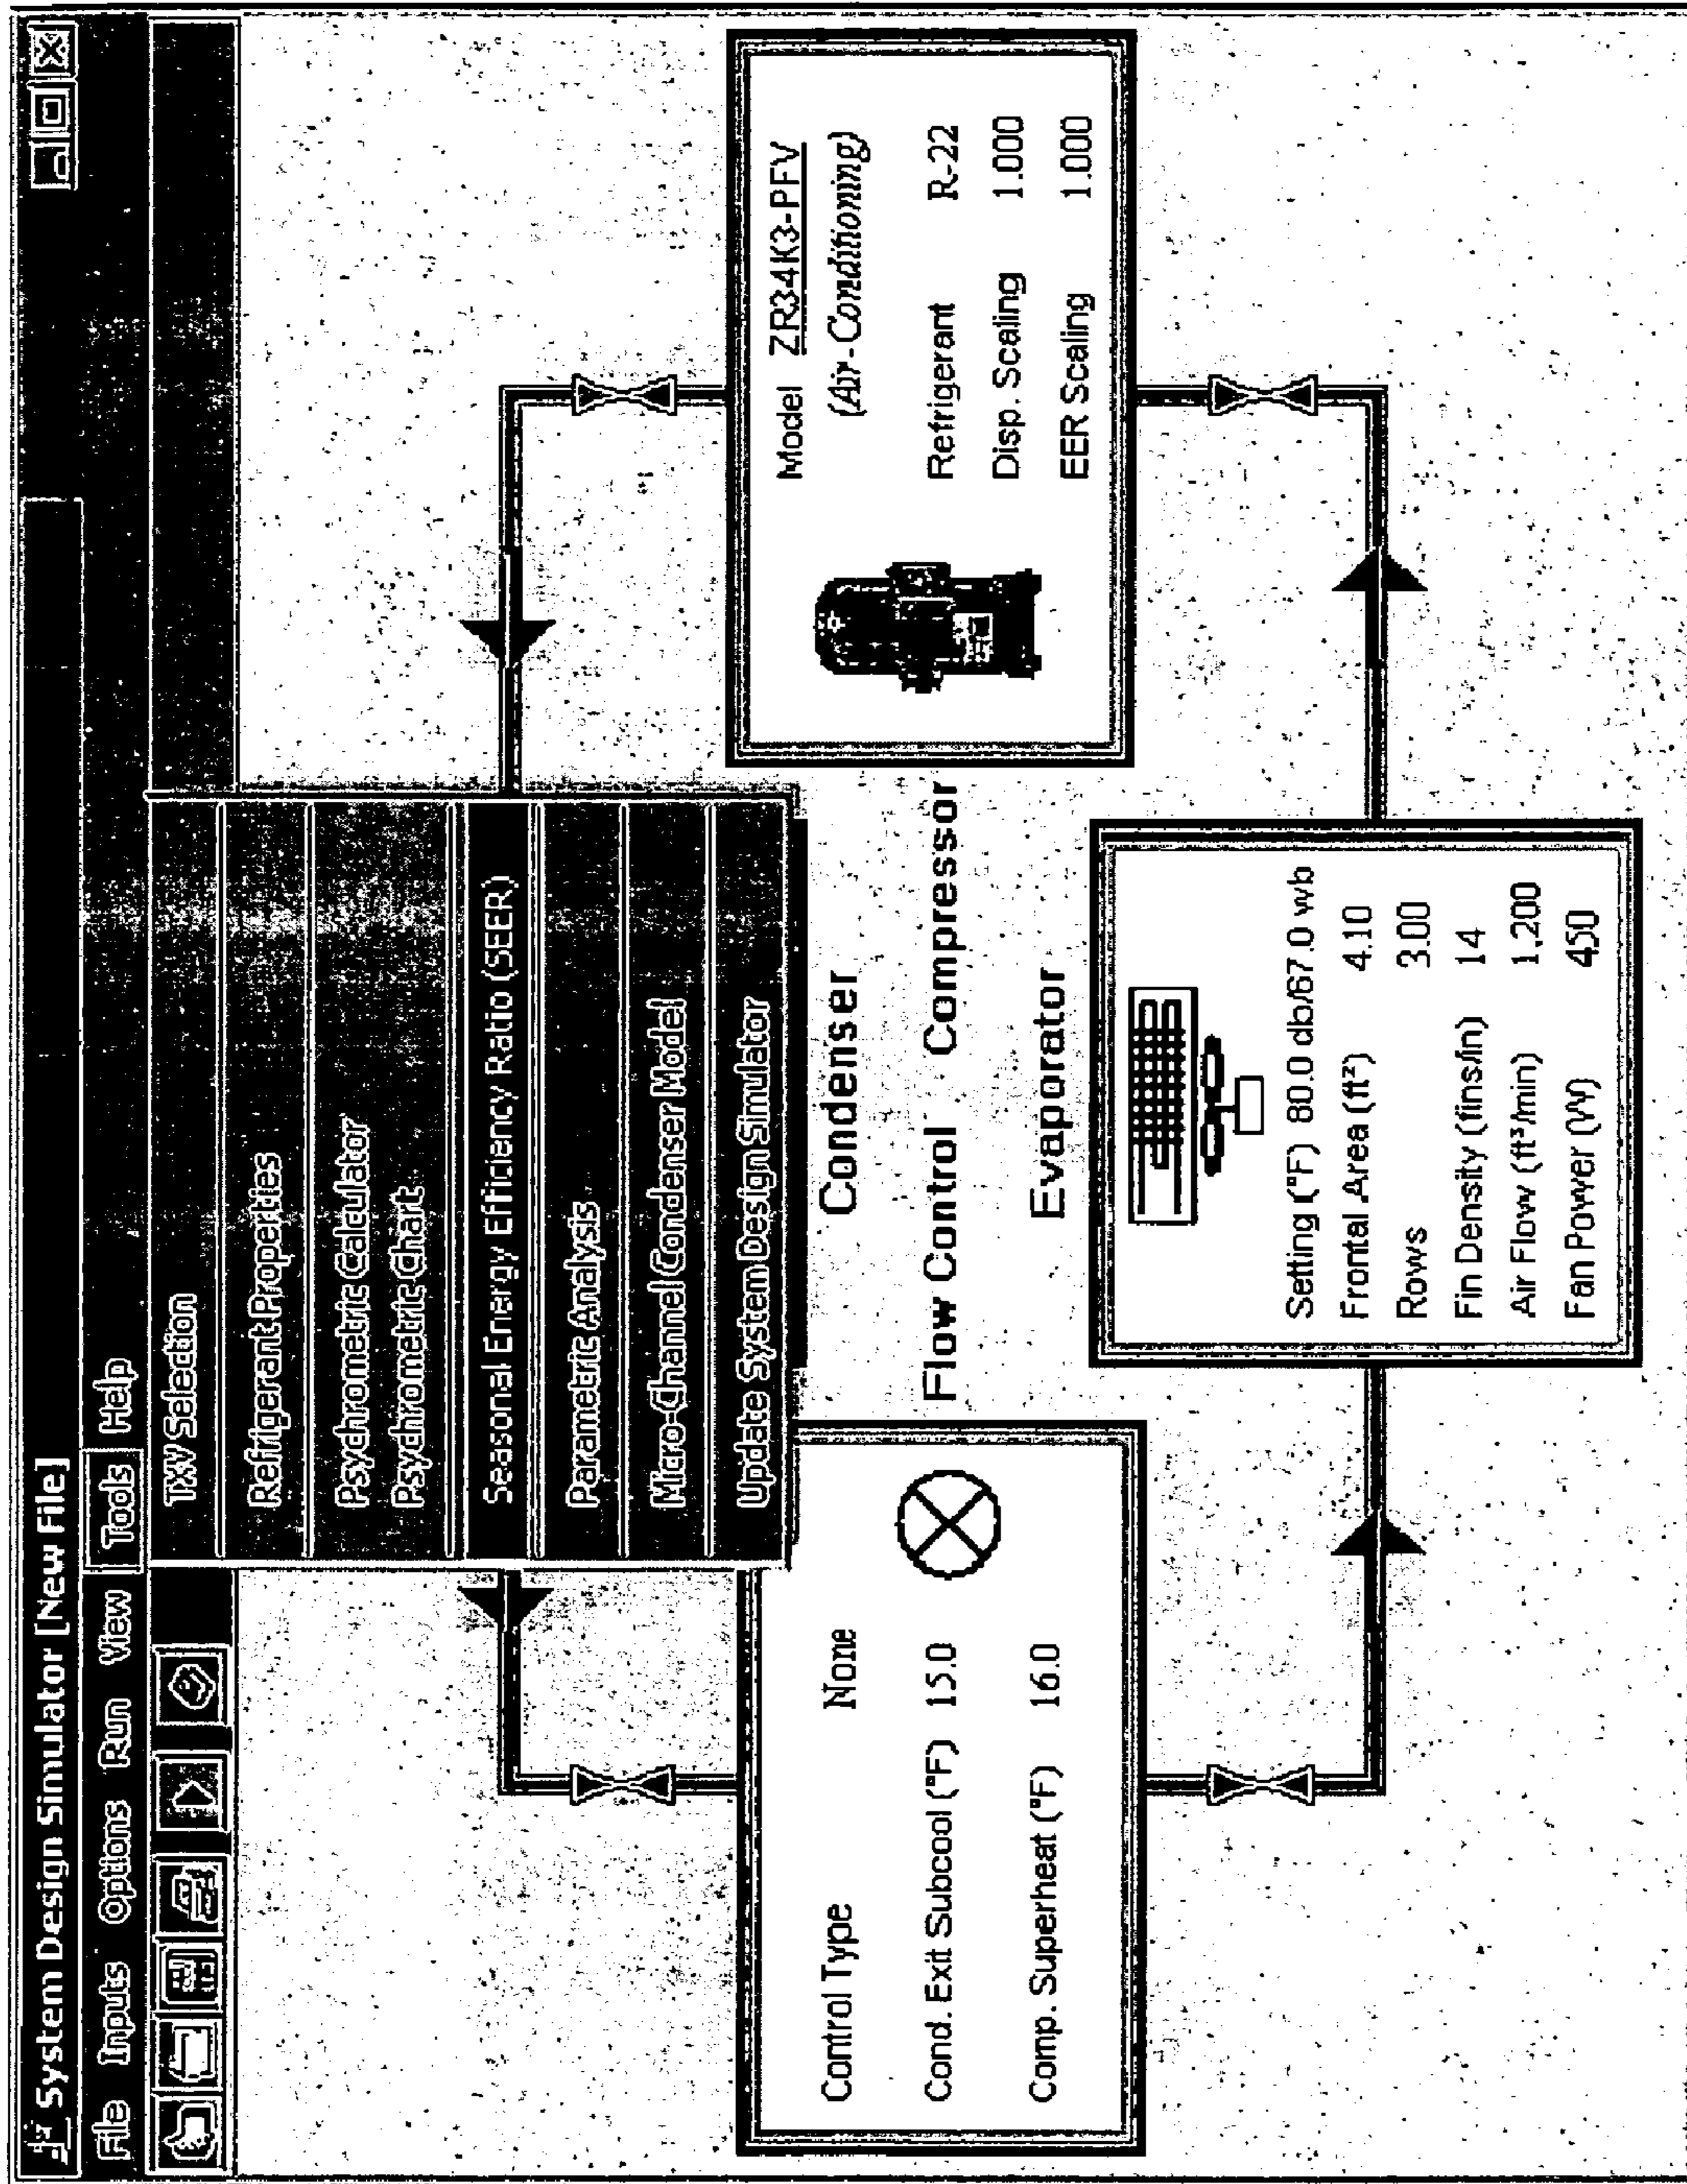 System Design Simulator [New File]
File Inputs Options Run View Tools Help
TXV Selection
Refrigerant Properties
Psychrometric Calculator
Psychrometric Chart
Seasonal Energy Efficiency Ratio (SEER)
Parametric Analysis
Micro-Channel Condenser Model
Update System Design Simulator
Control Type None
Cond. Exit Subcool (°F) 15.0
Comp. Superheat (°F) 16.0
Condenser
Flow Control Compressor
Evaporator
Model ZR34K3-PFV
(Air-Conditioning)
Refrigerant R-22
Disp. Scaling 1.000
EER Scaling 1.000
Setting (°F) 80.0 db/67.0 wb
Frontal Area (ft²) 4.10
Rows 3.00
Fin Density (fins/in) 14
Air Flow (ft³/min) 1,200
Fan Power (W) 450